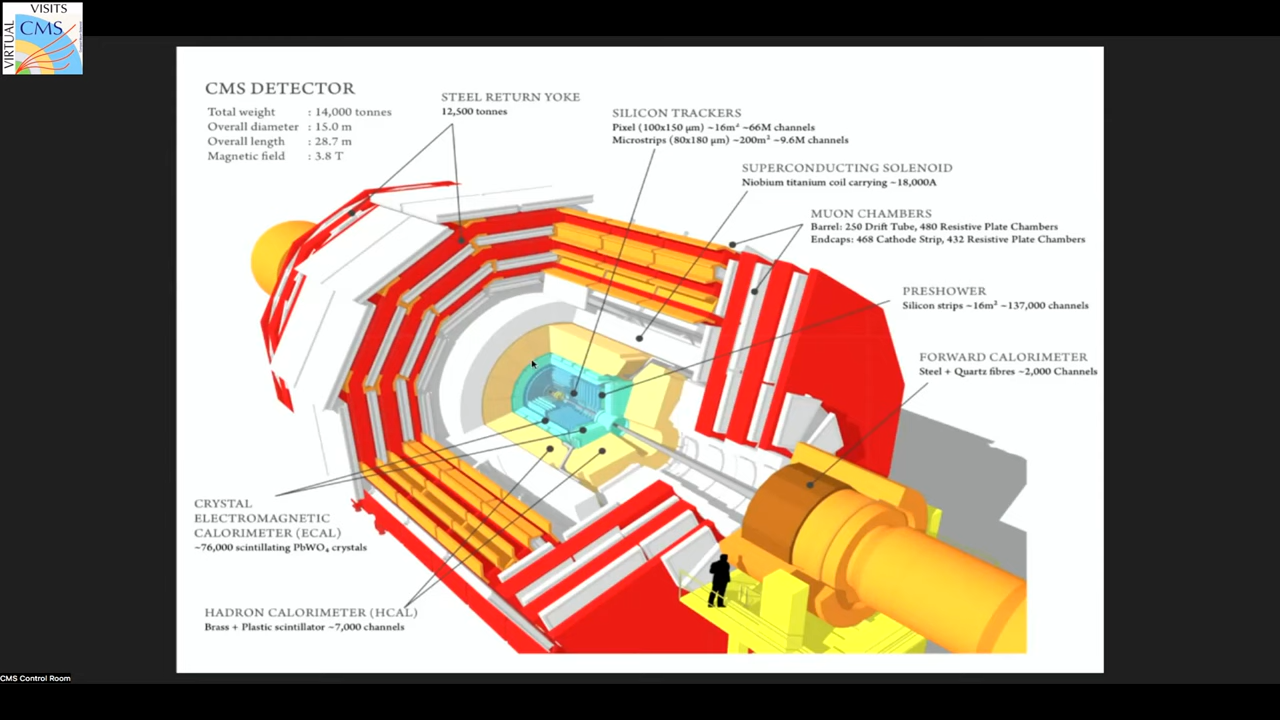 VISITS
CMS
VIRTUAL
CMS DETECTOR
Total weight : 14,000 tonnes
Overall diameter : 15.0 m
Overall length : 28.7 m
Magnetic field : 3.8 T
STEEL RETURN YOKE
12,500 tonnes
SILICON TRACKERS
Pixel (100x150 μm) ~16m² ~66M channels
Microstrips (80x180 μm) ~200m² ~9.6M channels
SUPERCONDUCTING SOLENOID
Niobium titanium coil carrying ~18,000A
MUON CHAMBERS
Barrel: 250 Drift Tube, 480 Resistive Plate Chambers
Endcaps: 468 Cathode Strip, 432 Resistive Plate Chambers
PRESHOWER
Silicon strips ~16m² ~137,000 channels
FORWARD CALORIMETER
Steel + Quartz fibres ~2,000 Channels
CRYSTAL
ELECTROMAGNETIC
CALORIMETER (ECAL)
~76,000 scintillating PbWO₄ crystals
HADRON CALORIMETER (HCAL)
Brass + Plastic scintillator ~7,000 channels
CMS Control Room